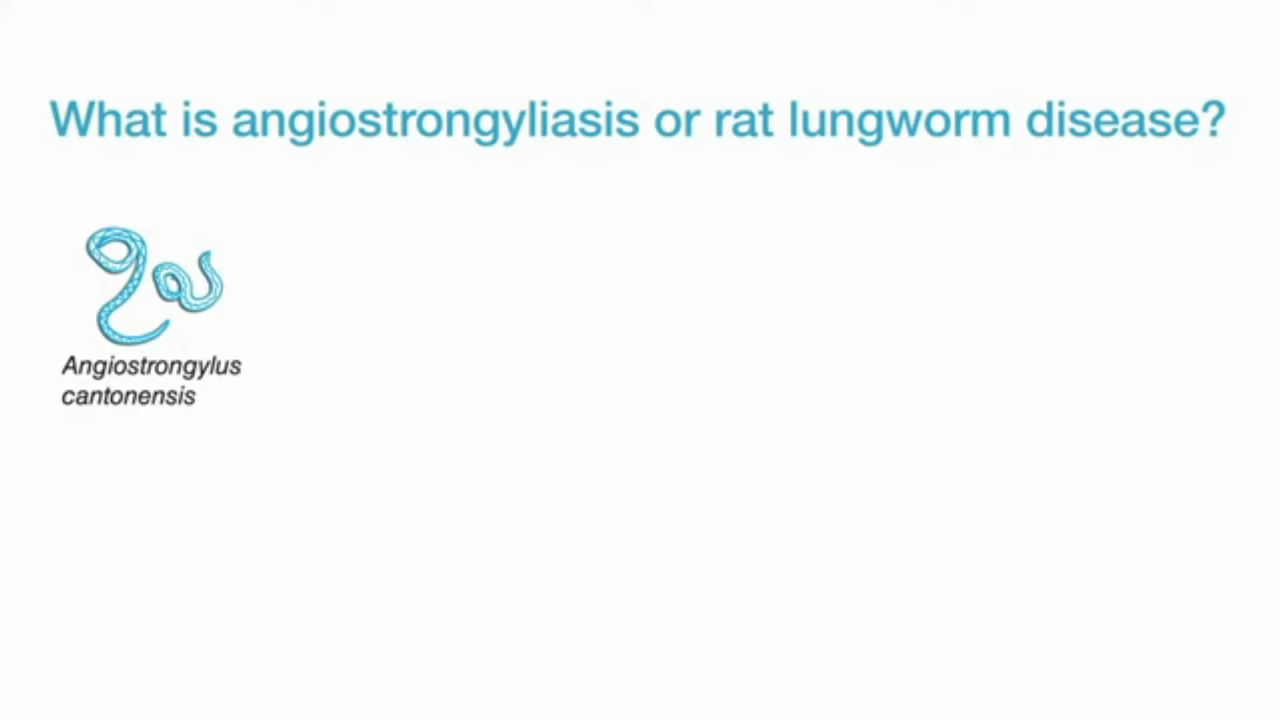 What is angiostrongyliasis or rat lungworm disease?
Angiostrongylus
cantonensis